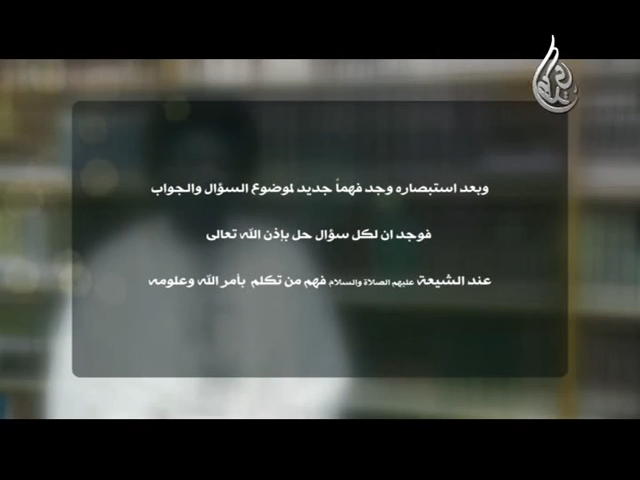 وبعد استبصاره وجد فهماً جديد لموضوع السؤال والجواب
فوجد ان لكل سؤال حل بإذن الله تعالى
عند الشيعة عليهم الصلاة والسلام فهم من تكلم بأمر الله وعلومه